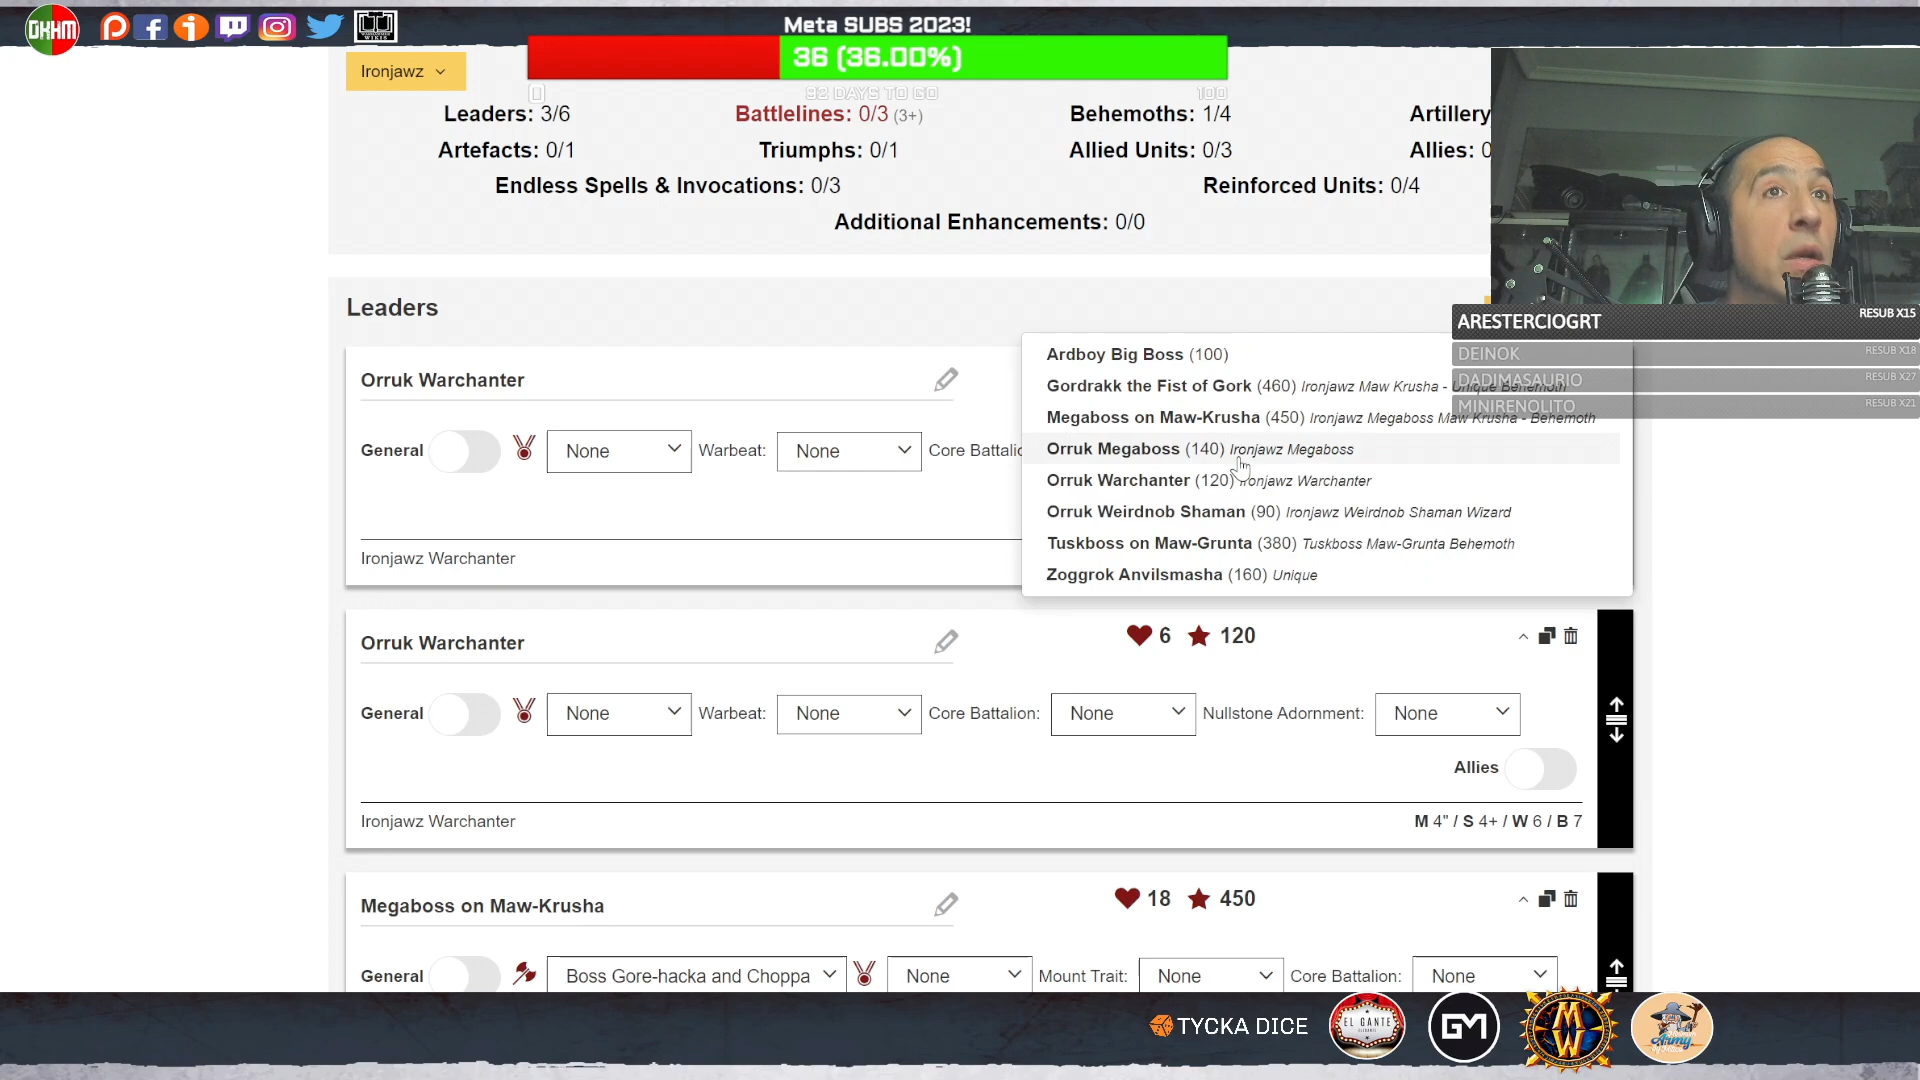 GKHM
Meta SUBS 2023!
36 (36.00%)
0
32 DAYS TO GO
100
Ironjawz
Leaders: 3/6
Battlelines: 0/3 (3+)
Behemoths: 1/4
Artillery
Artefacts: 0/1
Triumphs: 0/1
Allied Units: 0/3
Allies: 0
Endless Spells & Invocations: 0/3
Reinforced Units: 0/4
Additional Enhancements: 0/0
Leaders
ARESTERCIOGRT RESUB X15
DEINOK RESUB X18
DADIMASAURIO RESUB X27
MINIRENOLITO RESUB X21
Ardboy Big Boss (100)
Gordrakk the Fist of Gork (460) Ironjawz Maw Krusha - Unique Behemoth
Megaboss on Maw-Krusha (450) Ironjawz Megaboss Maw Krusha - Behemoth
Orruk Megaboss (140) Ironjawz Megaboss
Orruk Warchanter (120) Ironjawz Warchanter
Orruk Weirdnob Shaman (90) Ironjawz Weirdnob Shaman Wizard
Tuskboss on Maw-Grunta (380) Tuskboss Maw-Grunta Behemoth
Zoggrok Anvilsmasha (160) Unique
Orruk Warchanter
General None Warbeat: None Core Battalio
Ironjawz Warchanter
Orruk Warchanter 6 120
General None Warbeat: None Core Battalion: None Nullstone Adornment: None
Allies
Ironjawz Warchanter M 4" / S 4+ / W 6 / B 7
Megaboss on Maw-Krusha 18 450
General Boss Gore-hacka and Choppa None Mount Trait: None Core Battalion: None
TYCKA DICE
EL GANTE
GM
MW
Army